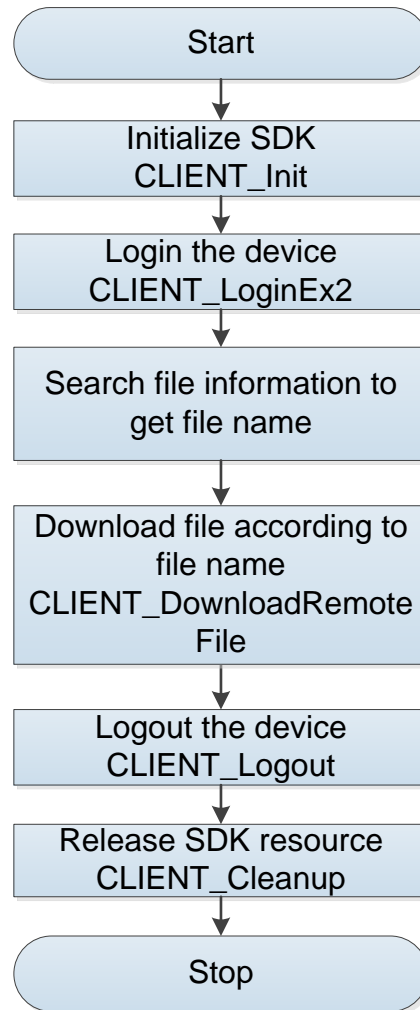 Start
Initialize SDK
CLIENT_Init
Login the device
CLIENT_LoginEx2
Search file information to
get file name
Download file according to
file name
CLIENT_DownloadRemote
File
Logout the device
CLIENT_Logout
Release SDK resource
CLIENT_Cleanup
Stop